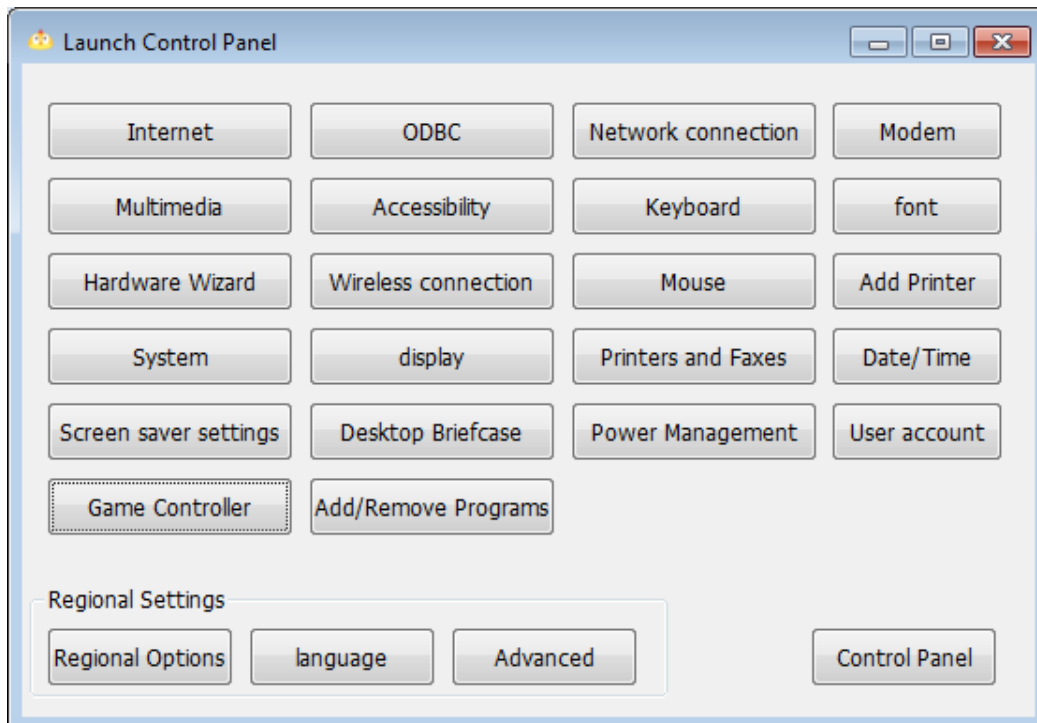 Launch Control Panel
Internet
ODBC
Network connection
Modem
Multimedia
Accessibility
Keyboard
font
Hardware Wizard
Wireless connection
Mouse
Add Printer
System
display
Printers and Faxes
Date/Time
Screen saver settings
Desktop Briefcase
Power Management
User account
Game Controller
Add/Remove Programs
Regional Settings
Regional Options
language
Advanced
Control Panel